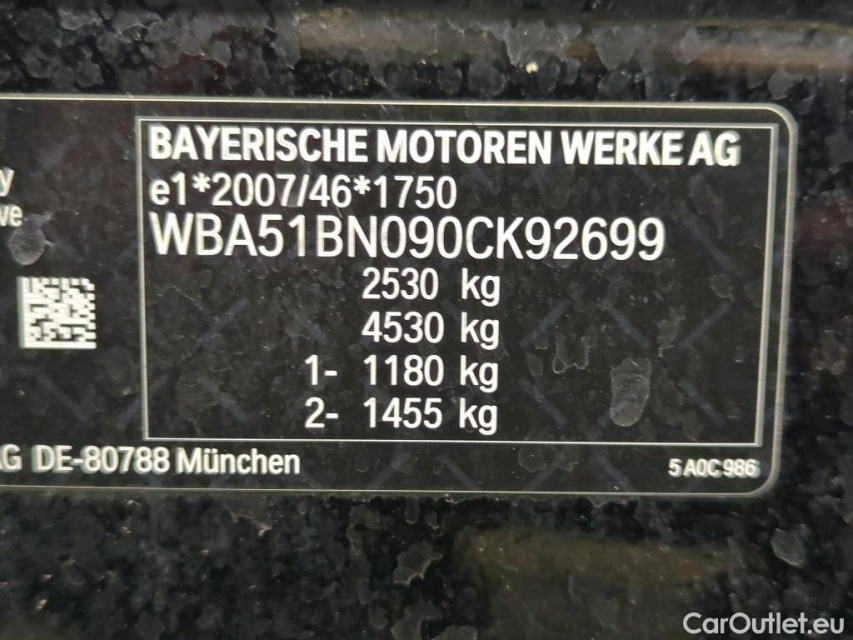 BAYERISCHE MOTOREN WERKE AG
e1*2007/46*1750
WBA51BN090CK92699
2530 kg
4530 kg
1- 1180 kg
2- 1455 kg
DE-80788 München
5 A0C 986
CarOutlet.eu